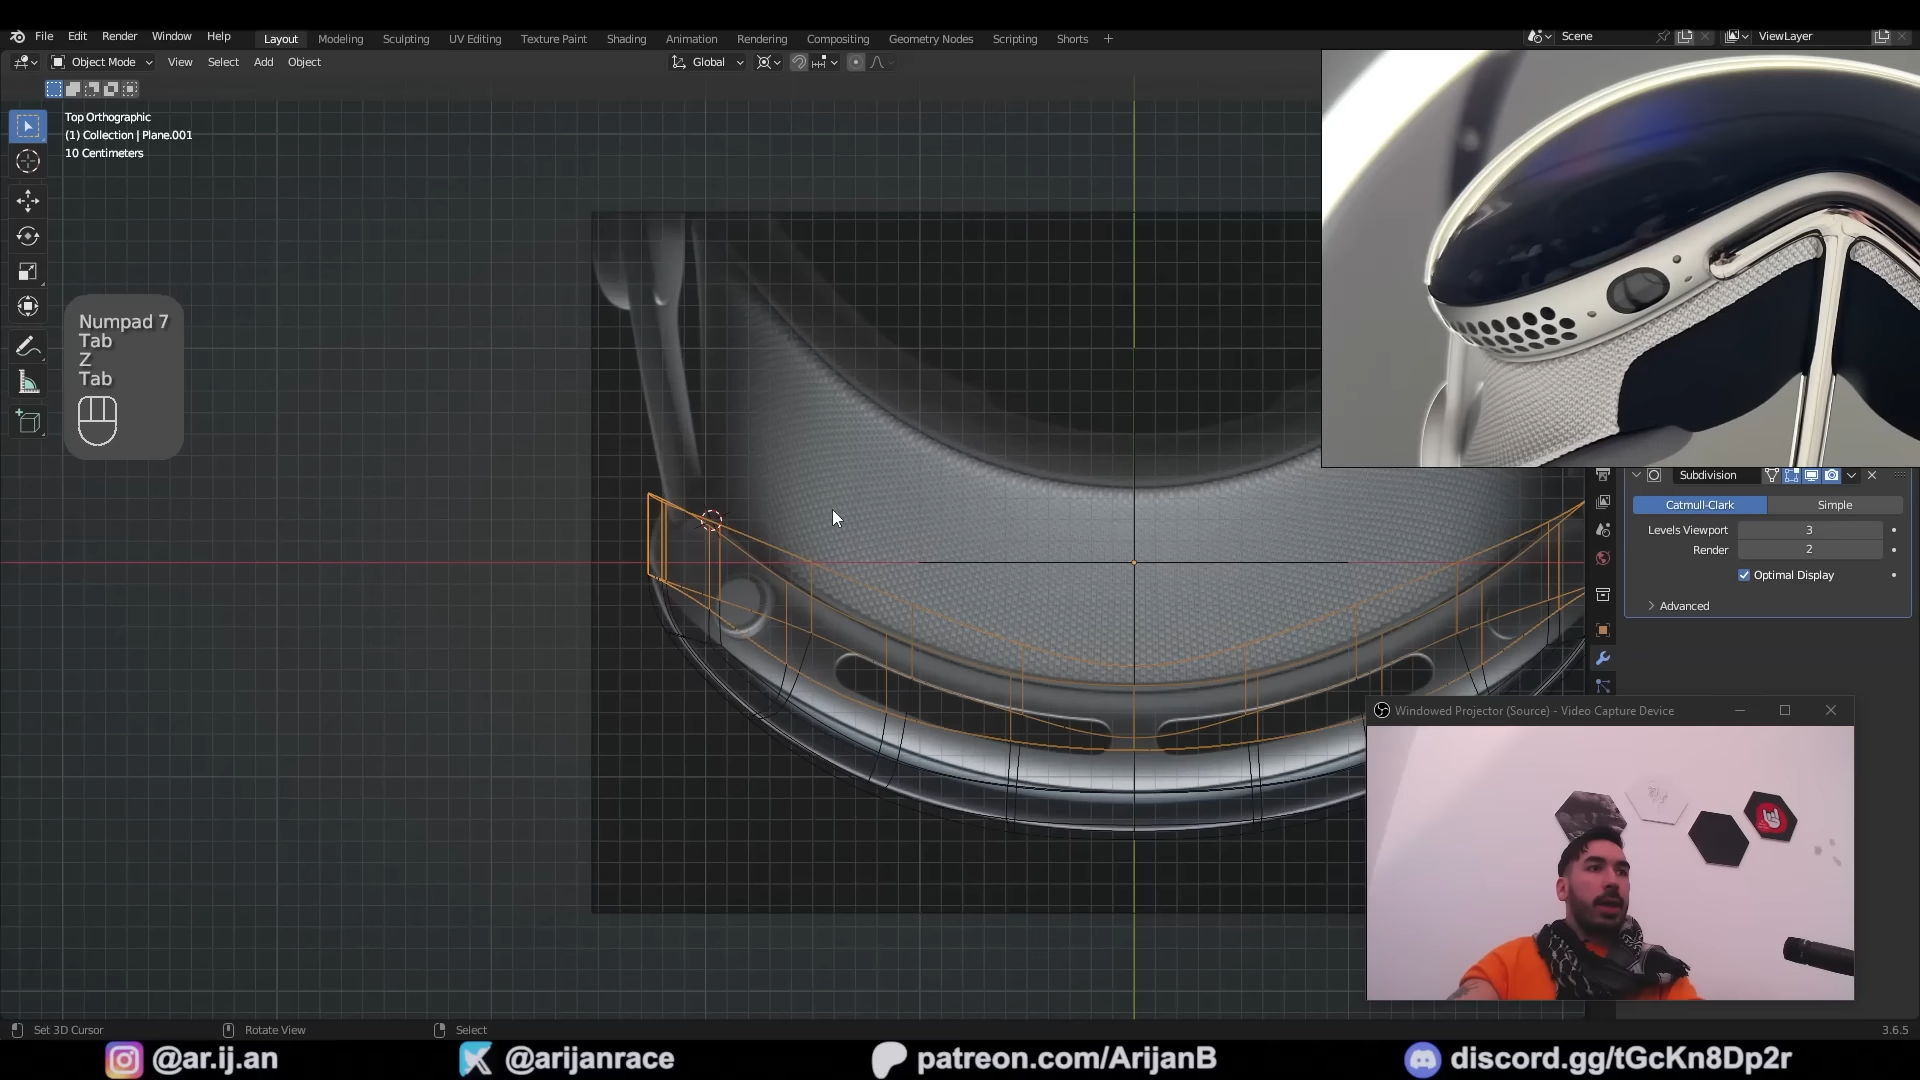 File Edit Render Window Help
Layout Modeling Sculpting UV Editing Texture Paint Shading Animation Rendering Compositing Geometry Nodes Scripting Shorts +
Scene
ViewLayer
Object Mode View Select Add Object
Global
Top Orthographic
(1) Collection | Plane.001
10 Centimeters
Numpad 7
Tab
Z
Tab
Subdivision
Catmull-Clark Simple
Levels Viewport 3
Render 2
Optimal Display
Advanced
Windowed Projector (Source) - Video Capture Device
Set 3D Cursor Rotate View Select
3.6.5
@ar.ij.an @arijanrace patreon.com/ArijanB discord.gg/tGcKn8Dp2r